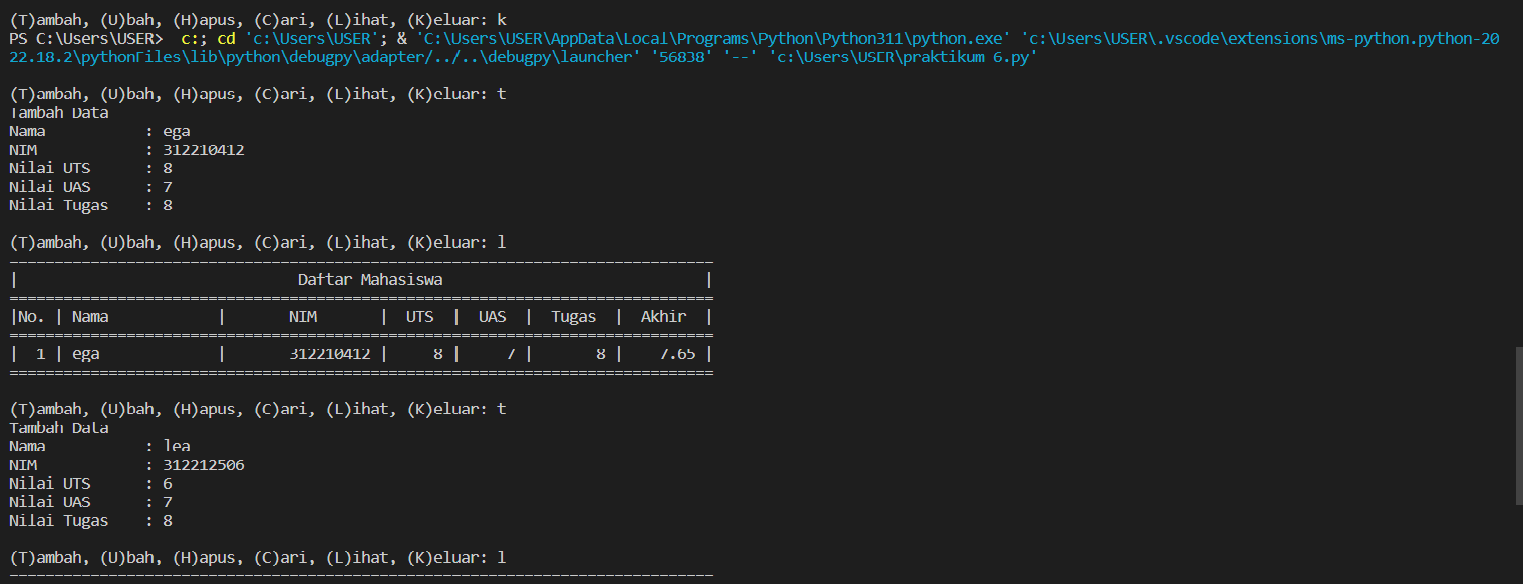 (T)ambah, (U)bah, (H)apus, (C)ari, (L)ihat, (K)eluar: k
PS C:\Users\USER>  c:; cd 'c:\Users\USER'; & 'C:\Users\USER\AppData\Local\Programs\Python\Python311\python.exe' 'c:\Users\USER\.vscode\extensions\ms-python.python-20
22.18.2\pythonFiles\lib\python\debugpy\adapter/../..\debugpy\launcher' '56838' '--' 'c:\Users\USER\praktikum 6.py'
(T)ambah, (U)bah, (H)apus, (C)ari, (L)ihat, (K)eluar: t
Tambah Data
Nama           : ega
NIM            : 312210412
Nilai UTS      : 8
Nilai UAS      : 7
Nilai Tugas    : 8
(T)ambah, (U)bah, (H)apus, (C)ari, (L)ihat, (K)eluar: l
==============================================================================
|                               Daftar Mahasiswa                             |
==============================================================================
|No. | Nama            |       NIM       |  UTS  |  UAS  |  Tugas  |  Akhir  |
==============================================================================
|  1 | ega             |       312210412 |     8 |     7 |       8 |    7.65 |
==============================================================================
(T)ambah, (U)bah, (H)apus, (C)ari, (L)ihat, (K)eluar: t
Tambah Data
Nama           : lea
NIM            : 312212506
Nilai UTS      : 6
Nilai UAS      : 7
Nilai Tugas    : 8
(T)ambah, (U)bah, (H)apus, (C)ari, (L)ihat, (K)eluar: l
==============================================================================